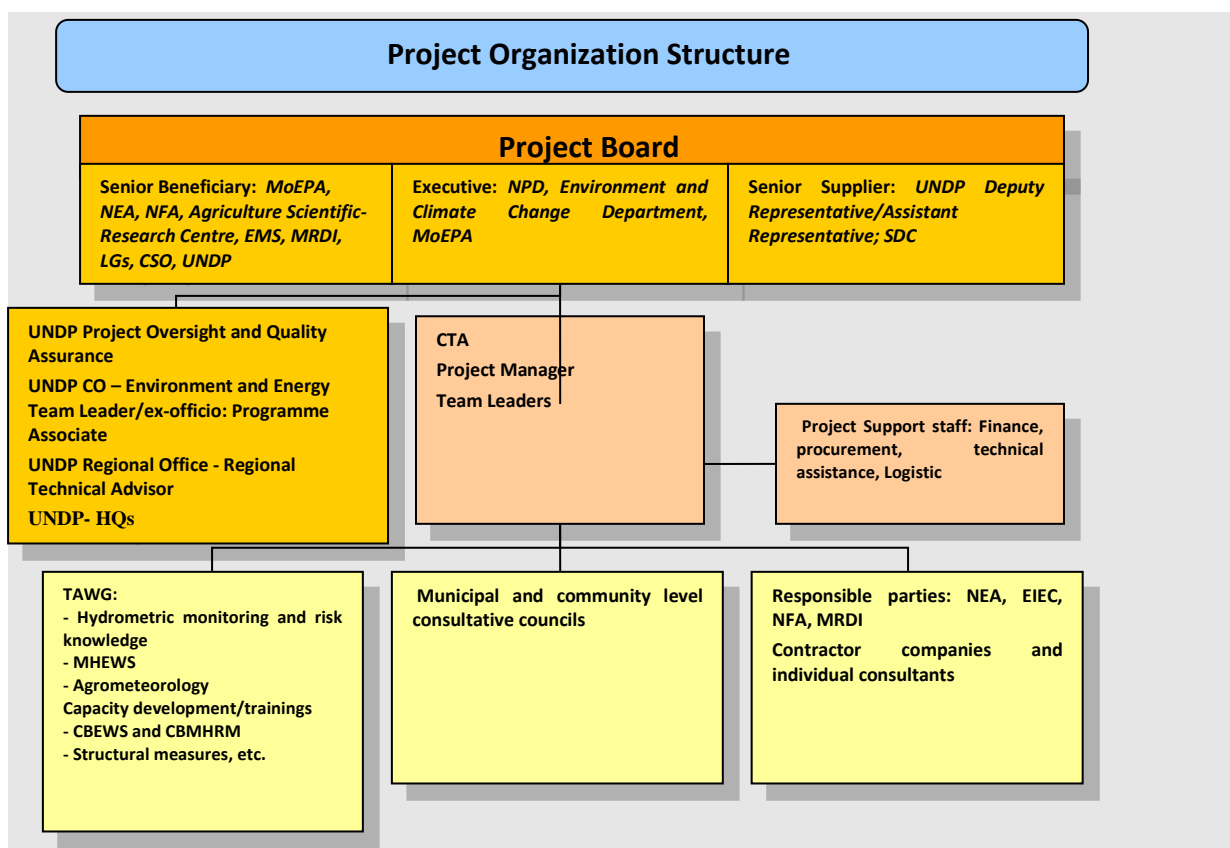 Project Organization Structure
Project Board
Senior Beneficiary: MoEPA,
NEA, NFA, Agriculture Scientific-
Research Centre, EMS, MRDI,
LGs, CSO, UNDP
Executive: NPD, Environment and
Climate Change Department,
MoEPA
Senior Supplier: UNDP Deputy
Representative/Assistant
Representative; SDC
UNDP Project Oversight and Quality
Assurance
UNDP CO – Environment and Energy
Team Leader/ex-officio: Programme
Associate
UNDP Regional Office - Regional
Technical Advisor
UNDP- HQs
CTA
Project Manager
Team Leaders
Project Support staff: Finance,
procurement, technical
assistance, Logistic
TAWG:
- Hydrometric monitoring and risk
knowledge
- MHEWS
- Agrometeorology
Capacity development/trainings
- CBEWS and CBMHRM
- Structural measures, etc.
Municipal and community level
consultative councils
Responsible parties: NEA, EIEC,
NFA, MRDI
Contractor companies and
individual consultants